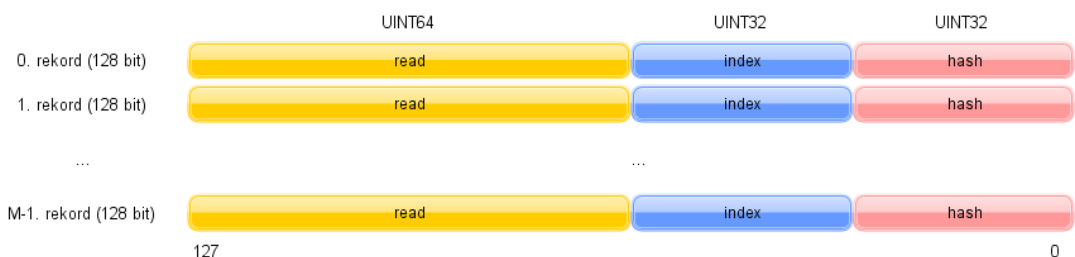 UINT64 UINT32 UINT32
0. rekord (128 bit) read index hash
1. rekord (128 bit) read index hash
... ...
M-1. rekord (128 bit) read index hash
127 0